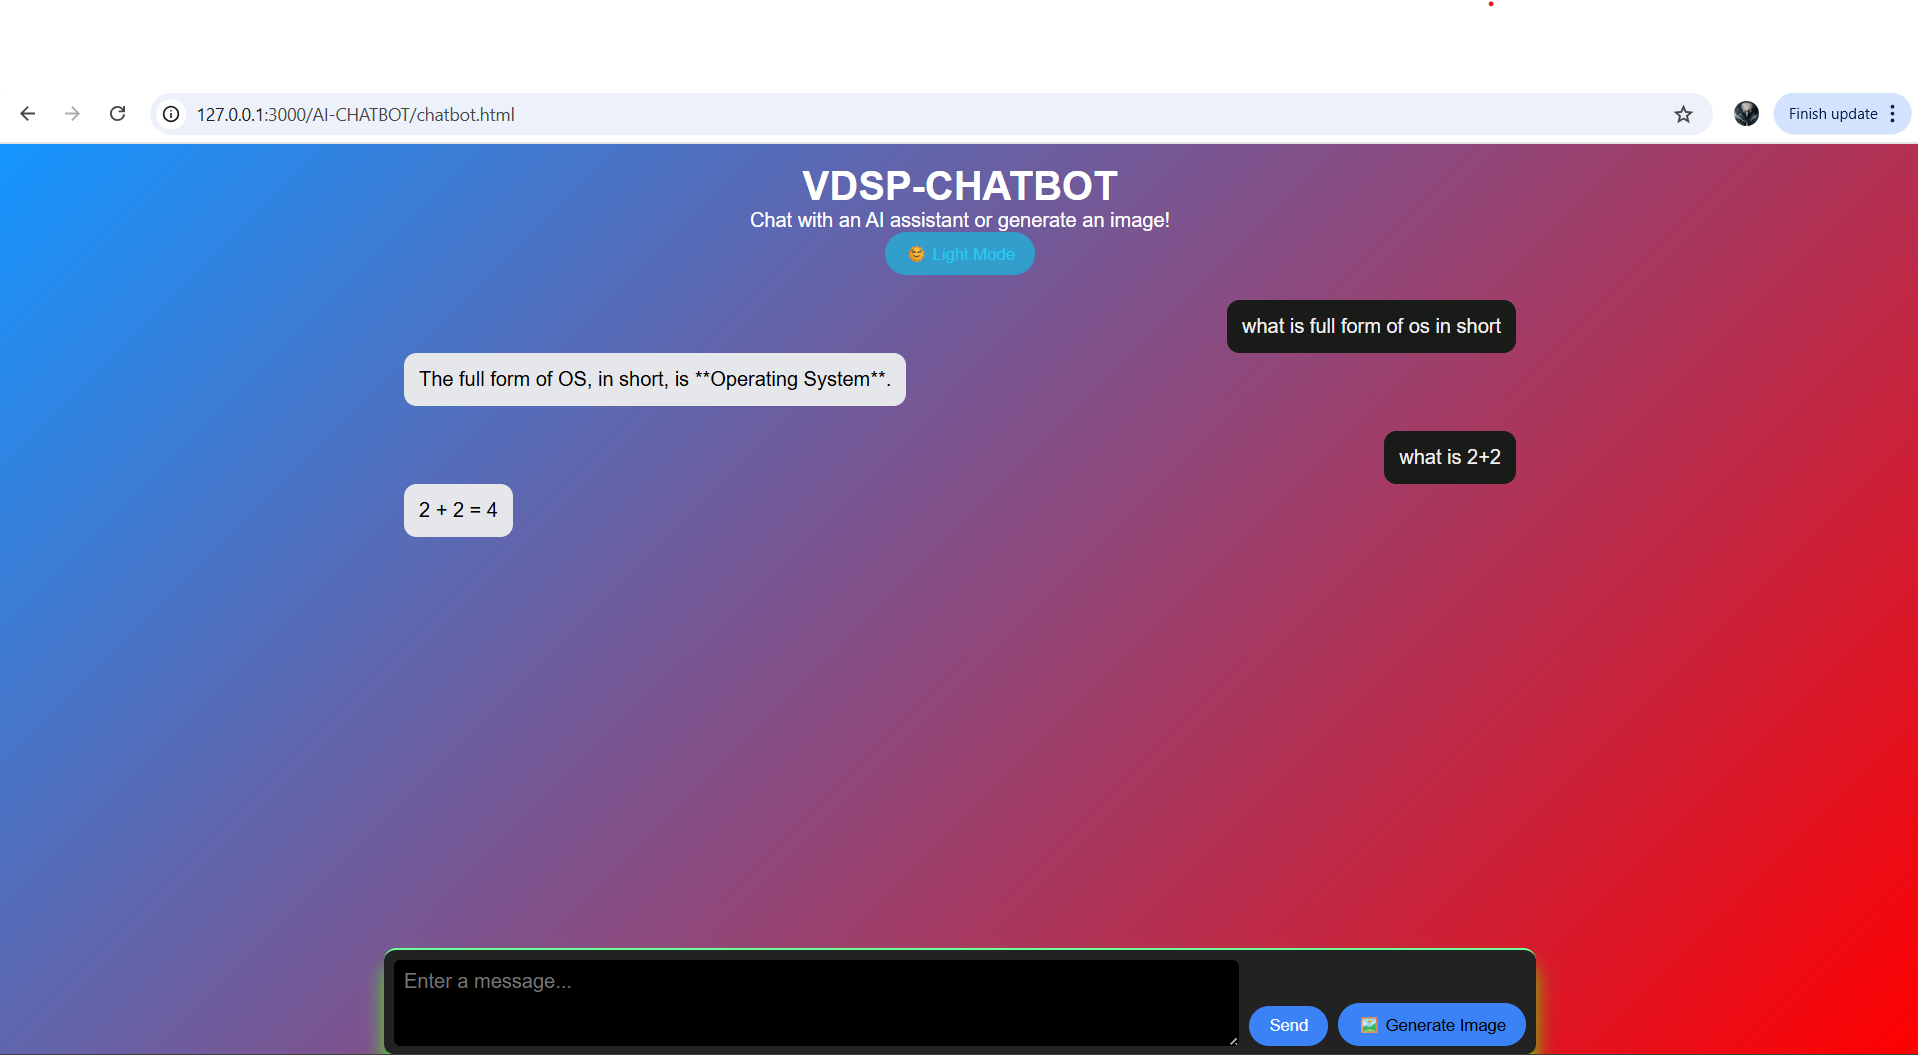 127.0.0.1:3000/AI-CHATBOT/chatbot.html
Finish update
VDSP-CHATBOT
Chat with an AI assistant or generate an image!
Light Mode
what is full form of os in short
The full form of OS, in short, is **Operating System**.
what is 2+2
2 + 2 = 4
Enter a message...
Send
Generate Image